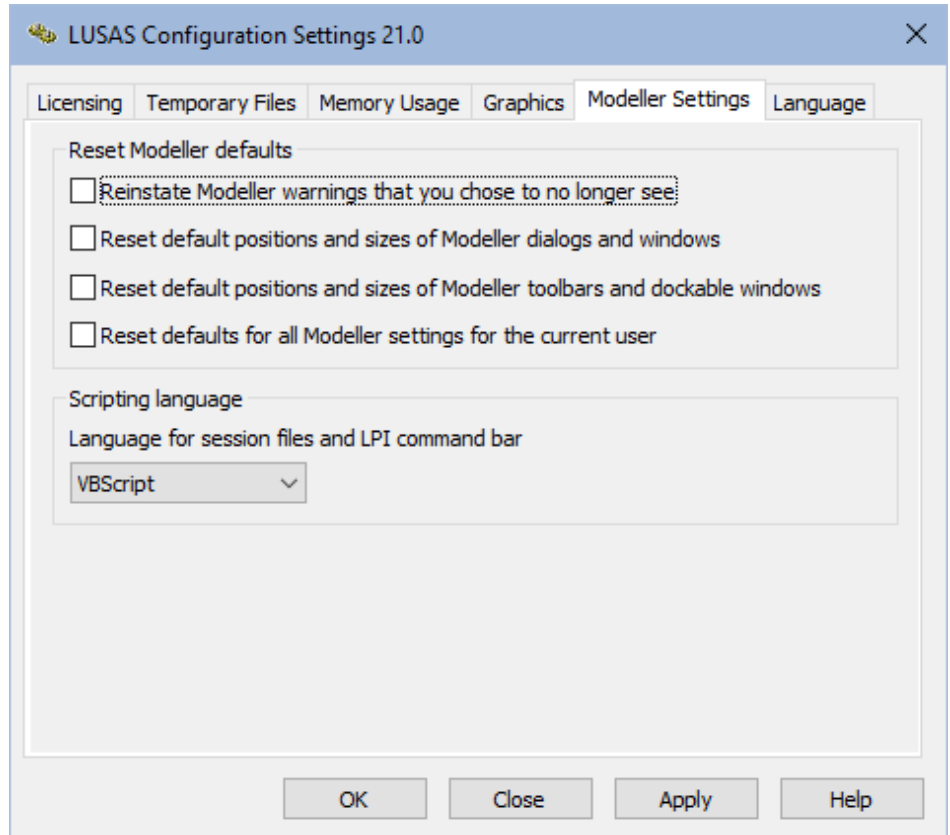 LUSAS Configuration Settings 21.0
Licensing Temporary Files Memory Usage Graphics Modeller Settings Language
Reset Modeller defaults
Reinstate Modeller warnings that you chose to no longer see
Reset default positions and sizes of Modeller dialogs and windows
Reset default positions and sizes of Modeller toolbars and dockable windows
Reset defaults for all Modeller settings for the current user
Scripting language
Language for session files and LPI command bar
VBScript
OK Close Apply Help